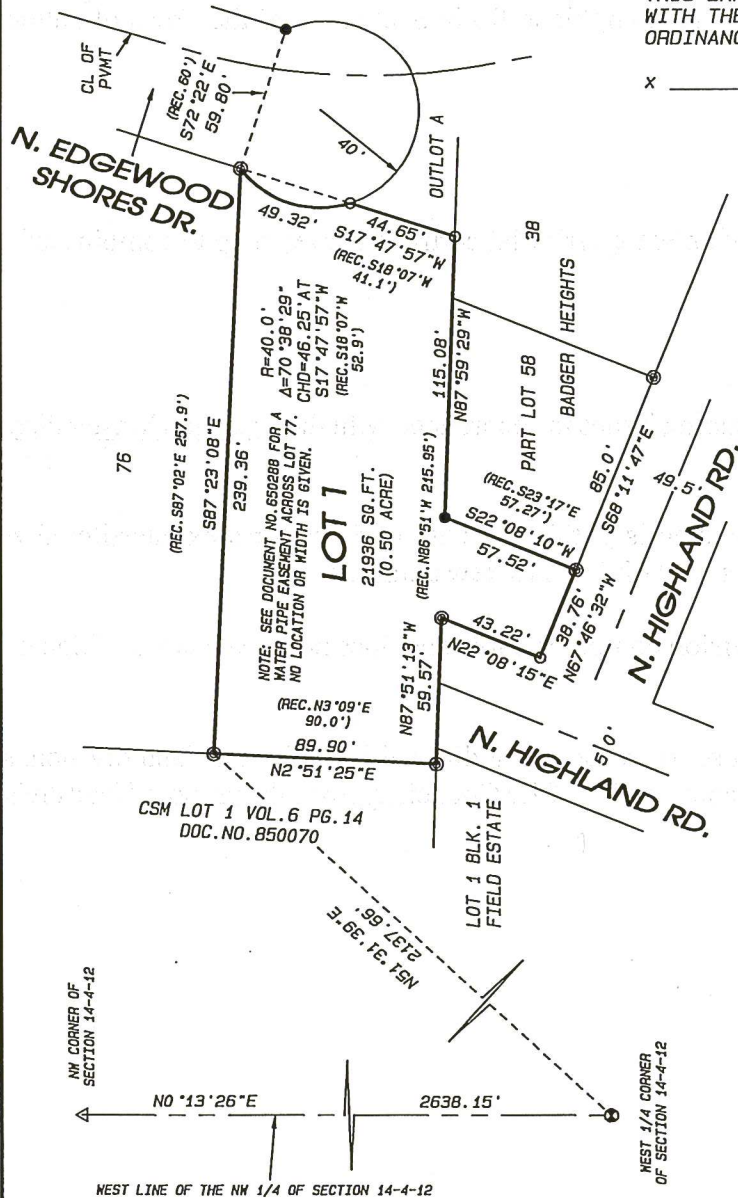 WITH THE
ORDINANC
X
CL OF
PVMT
(REC.60')
S72°22'E
59.80'
N. EDGEWOOD
SHORES DR.
40'
OUTLOT A
49.32'
44.65'
S17°47'57"W
(REC.S18°07'W
41.1')
76
(REC.S87°02'E 257.9')
S87°23'08"E
239.36'
R=40.0'
Δ=70°38'29"
CHD=46.25'AT
S17°47'57"W
(REC.S18°07'W
52.9')
NOTE: SEE DOCUMENT NO.650288 FOR A
WATER PIPE EASEMENT ACROSS LOT 77.
NO LOCATION OR WIDTH IS GIVEN.
LOT 1
21936 SQ.FT.
(0.50 ACRE)
115.08'
N87°59'29"W
(REC.N86°51'W 215.95')
38
PART LOT 58
BADGER HEIGHTS
(REC.S23°17'E
57.27')
S22°08'10"W
57.52'
85.0'
S68°11'47"E
49.5'
N. HIGHLAND RD.
38.76'
N67°46'32"W
43.22'
N22°08'15"E
N87°51'13"W
59.57'
(REC.N3°09'E
90.0')
89.90'
N2°51'25"E
N. HIGHLAND RD.
50'
CSM LOT 1 VOL.6 PG.14
DOC.NO.850070
LOT 1 BLK. 1
FIELD ESTATE
N51°31'39"E
2137.66'
NW CORNER OF
SECTION 14-4-12
N0°13'26"E
2638.15'
WEST 1/4 CORNER
OF SECTION 14-4-12
WEST LINE OF THE NW 1/4 OF SECTION 14-4-12